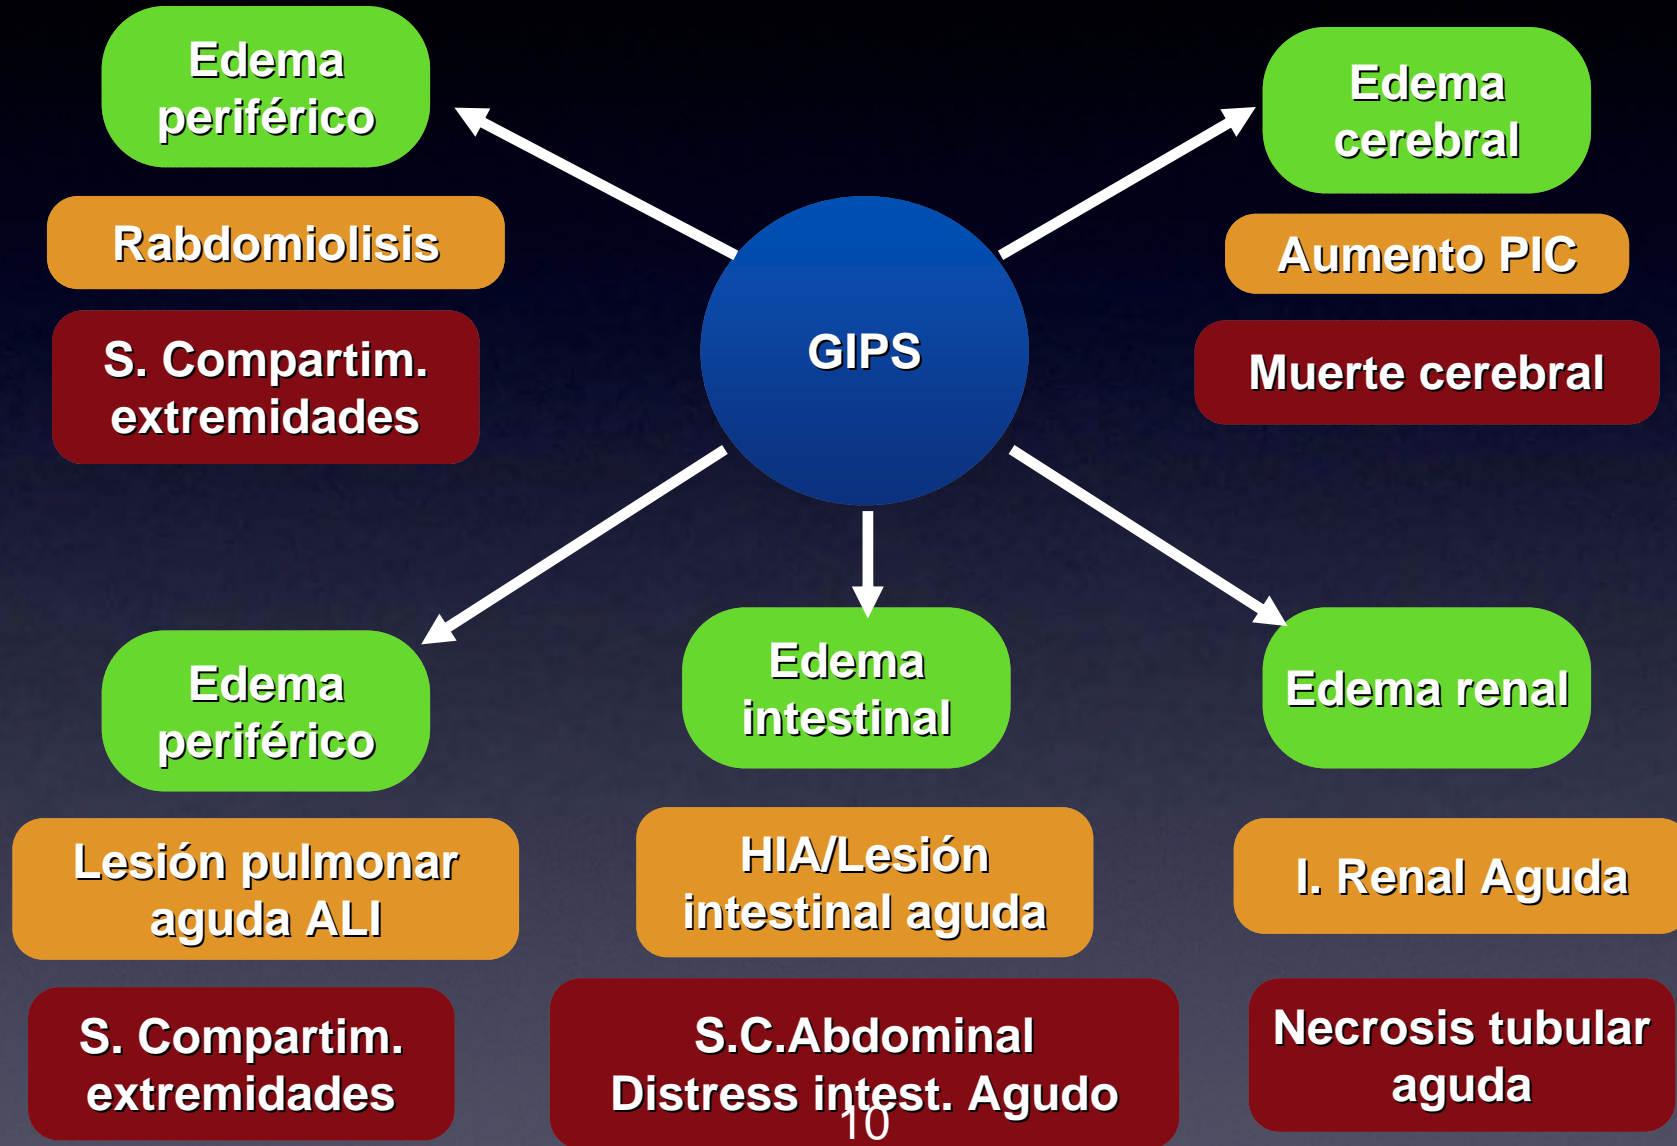 Edema
periférico
Rabdomiolisis
S. Compartim.
extremidades
Edema
cerebral
Aumento PIC
Muerte cerebral
GIPS
Edema
periférico
Lesión pulmonar
aguda ALI
S. Compartim.
extremidades
Edema
intestinal
HIA/Lesión
intestinal aguda
S.C.Abdominal
Distress intest. Agudo
Edema renal
I. Renal Aguda
Necrosis tubular
aguda
10